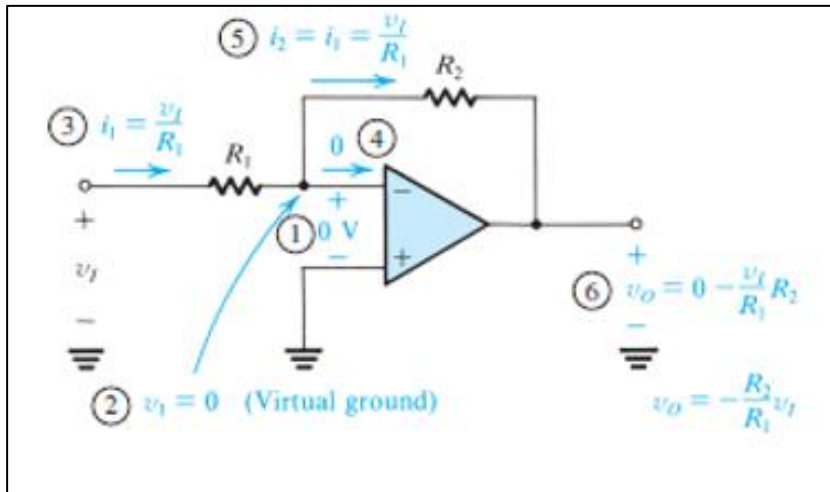 ⑤ i₂ = i₁ = v_I/R₁
R₂
③ i₁ = v_I/R₁
R₁
0 ④
−
+
+
① 0 V
−
+
v_I
−
+
+
⑥ v_O = 0 − v_I/R₁ R₂
−
② v₁ = 0 (Virtual ground)
v_O = −R₂/R₁ v_I